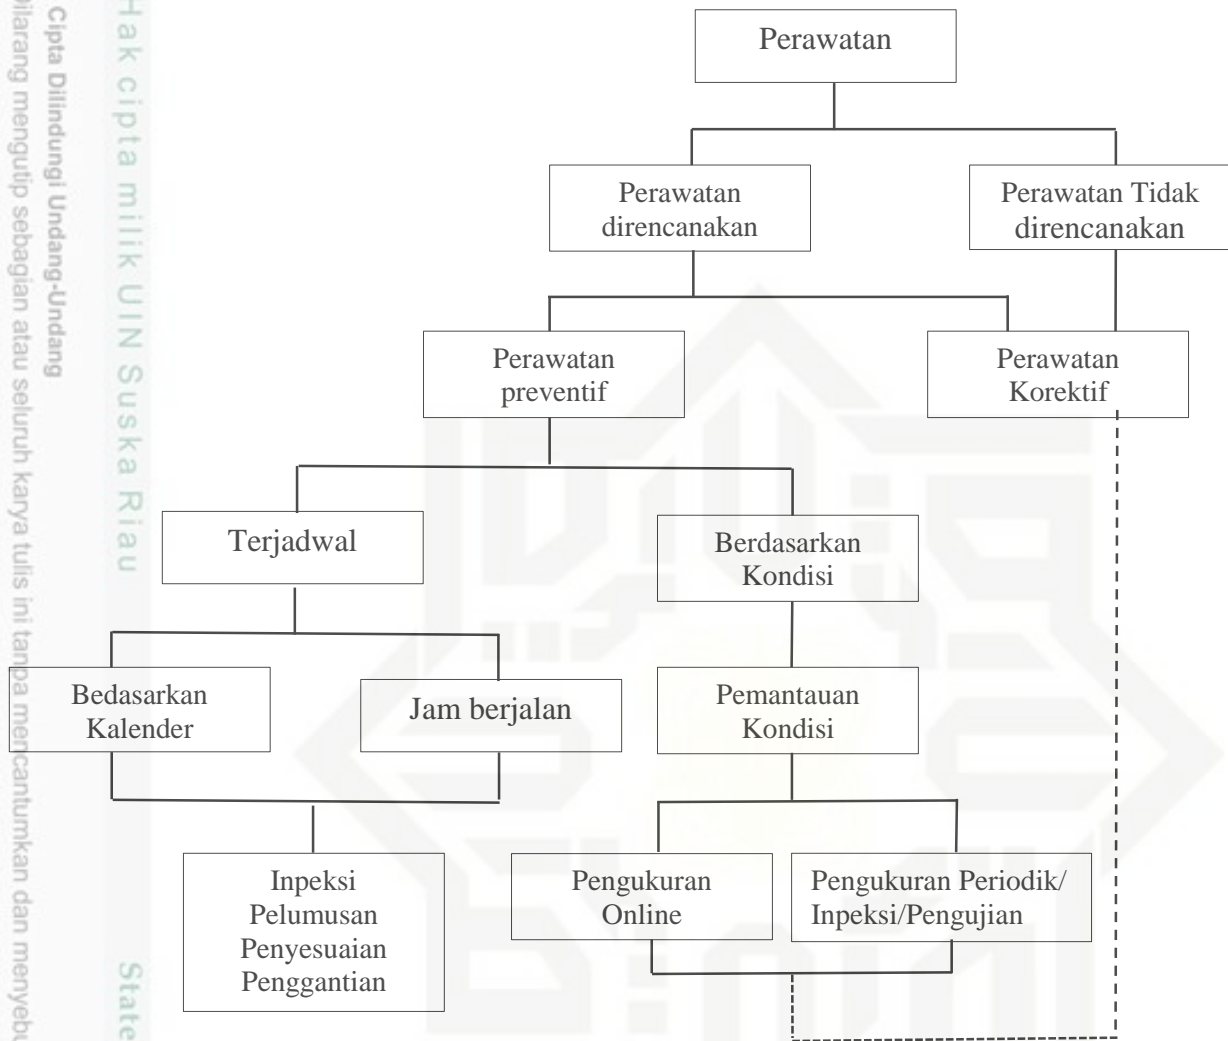 Hak cipta milik UIN Suska Riau
State
Cipta Dilindungi Undang-Undang
Dilarang mengutip sebagian atau seluruh karya tulis ini tanpa mencantumkan dan menyebu
Perawatan
Perawatan
direncanakan
Perawatan Tidak
direncanakan
Perawatan
preventif
Perawatan
Korektif
Terjadwal
Berdasarkan
Kondisi
Bedasarkan
Kalender
Jam berjalan
Pemantauan
Kondisi
Inpeksi
Pelumusan
Penyesuaian
Penggantian
Pengukuran
Online
Pengukuran Periodik/
Inpeksi/Pengujian